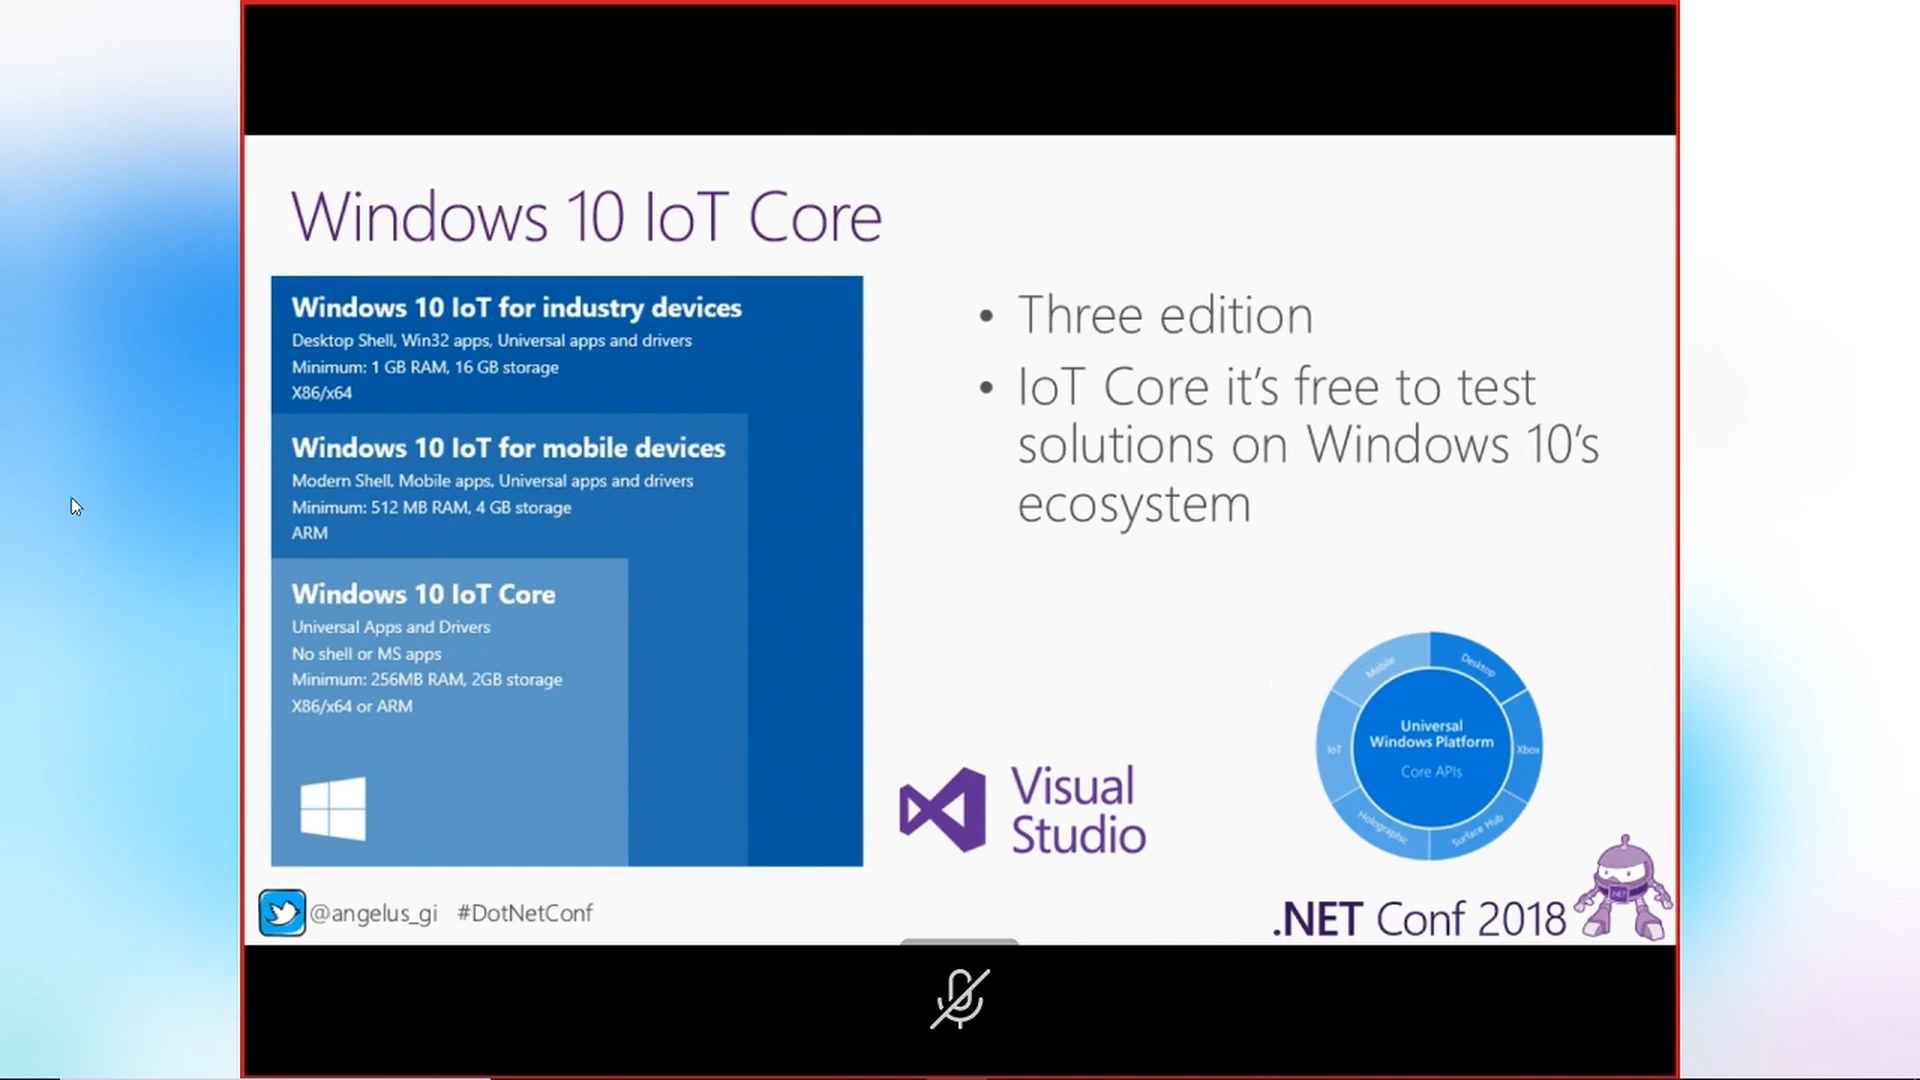 Windows 10 IoT Core
Windows 10 IoT for industry devices
Desktop Shell, Win32 apps, Universal apps and drivers
Minimum: 1 GB RAM, 16 GB storage
X86/x64
Windows 10 IoT for mobile devices
Modern Shell, Mobile apps, Universal apps and drivers
Minimum: 512 MB RAM, 4 GB storage
ARM
Windows 10 IoT Core
Universal Apps and Drivers
No shell or MS apps
Minimum: 256MB RAM, 2GB storage
X86/x64 or ARM
• Three edition
• IoT Core it's free to test
solutions on Windows 10's
ecosystem
Visual
Studio
Mobile
Desktop
IoT
Universal
Windows Platform
Core APIs
Xbox
Holographic
Surface Hub
@angelus_gi #DotNetConf
.NET Conf 2018
.NET